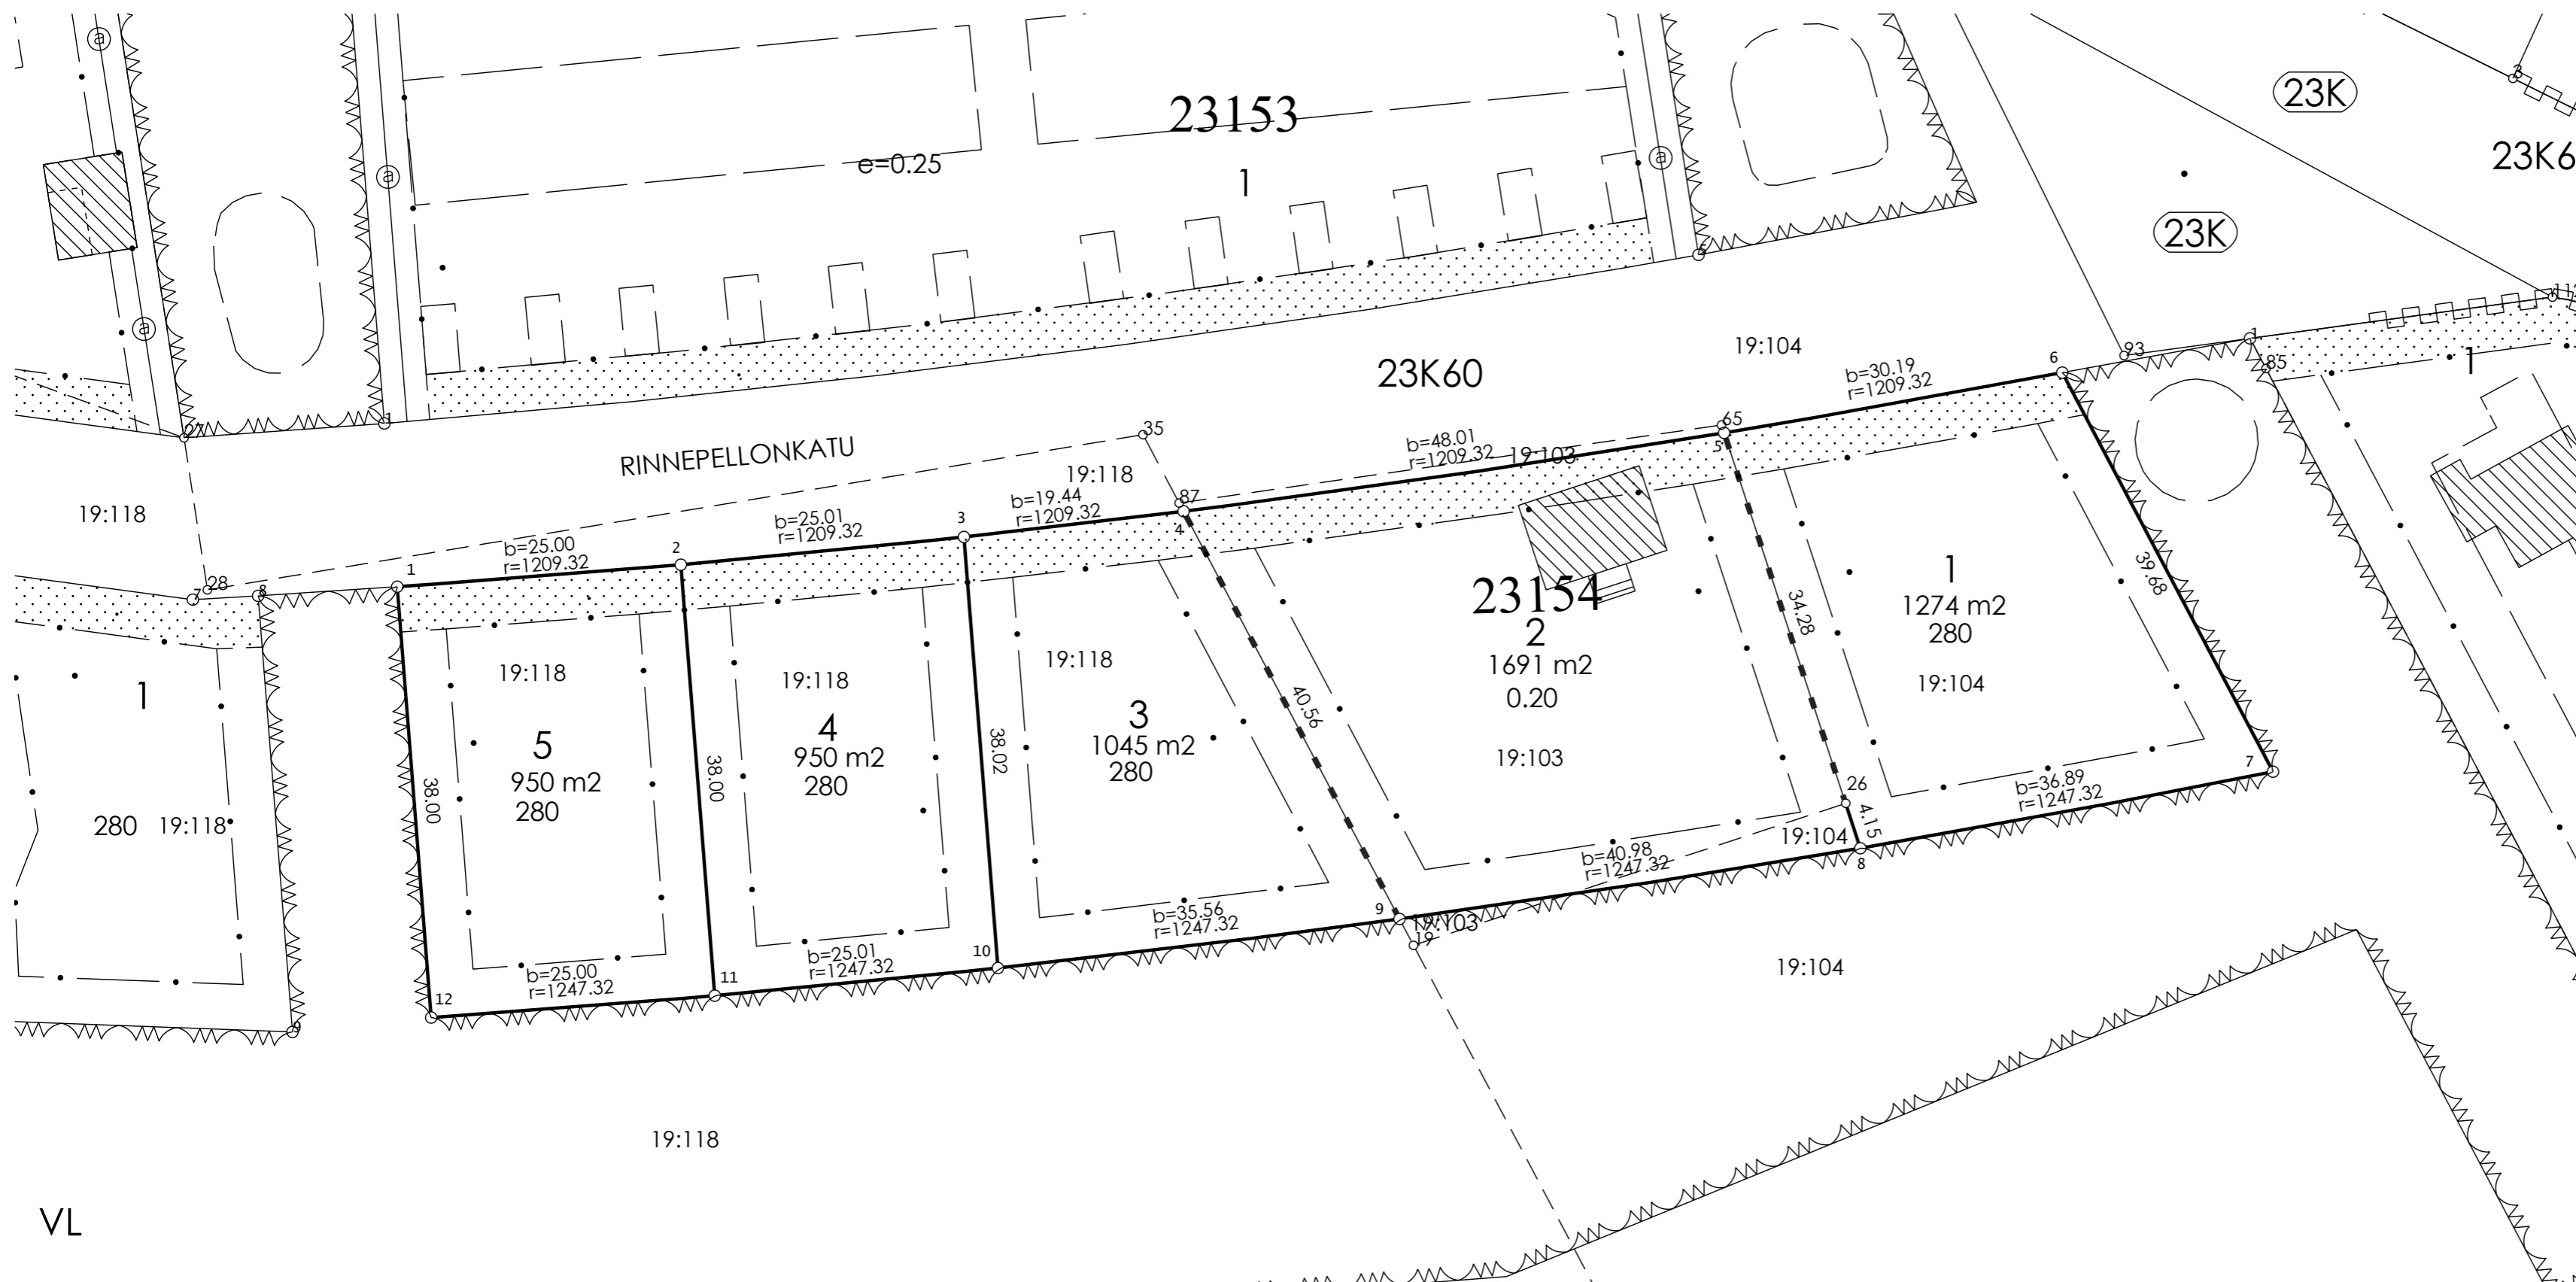 a
a
a
a
23153
1
e=0.25
23K
23K
23K6
3
5
19:104
23K60
1
93
85
1
6
b=30.19
r=1209.32
65
5
b=48.01
r=1209.32
19:103
35
19:118
RINNEPELLONKATU
27
1
19:118
28
7
8
1
b=25.00
r=1209.32
2
b=25.01
r=1209.32
3
b=19.44
r=1209.32
87
4
23154
2
1691 m2
0.20
19:103
34.28
1
1274 m2
280
19:104
39.68
40.56
19:118
3
1045 m2
280
38.02
19:118
4
950 m2
280
38.00
19:118
5
950 m2
280
38.00
1
280
19:118
9
12
b=25.00
r=1247.32
11
b=25.01
r=1247.32
10
b=35.56
r=1247.32
9
19:103
19
b=40.98
r=1247.32
26
4.15
19:104
8
b=36.89
r=1247.32
7
19:104
19:118
VL